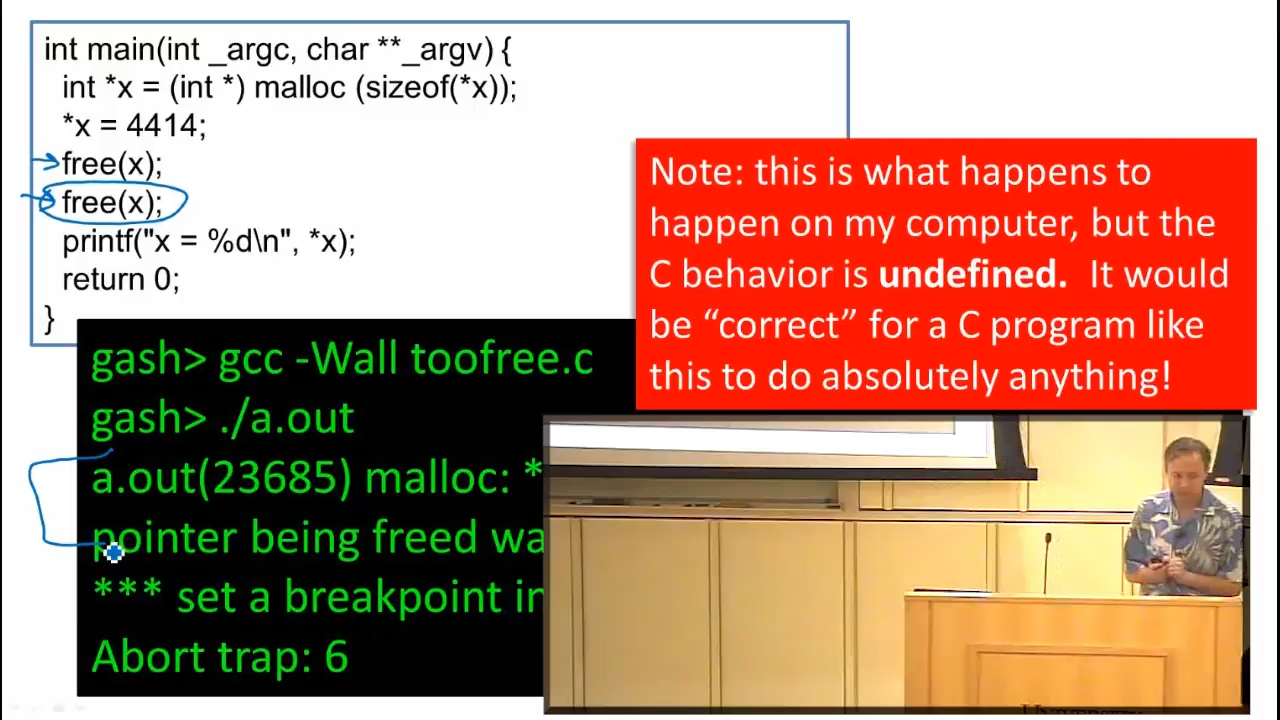 int main(int _argc, char **_argv) {
int *x = (int *) malloc (sizeof(*x));
*x = 4414;
free(x);
free(x);
printf("x = %d\n", *x);
return 0;
}
Note: this is what happens to
happen on my computer, but the
C behavior is undefined. It would
be “correct” for a C program like
this to do absolutely anything!
gash> gcc -Wall toofree.c
gash> ./a.out
a.out(23685) malloc: *
pointer being freed wa
*** set a breakpoint in
Abort trap: 6